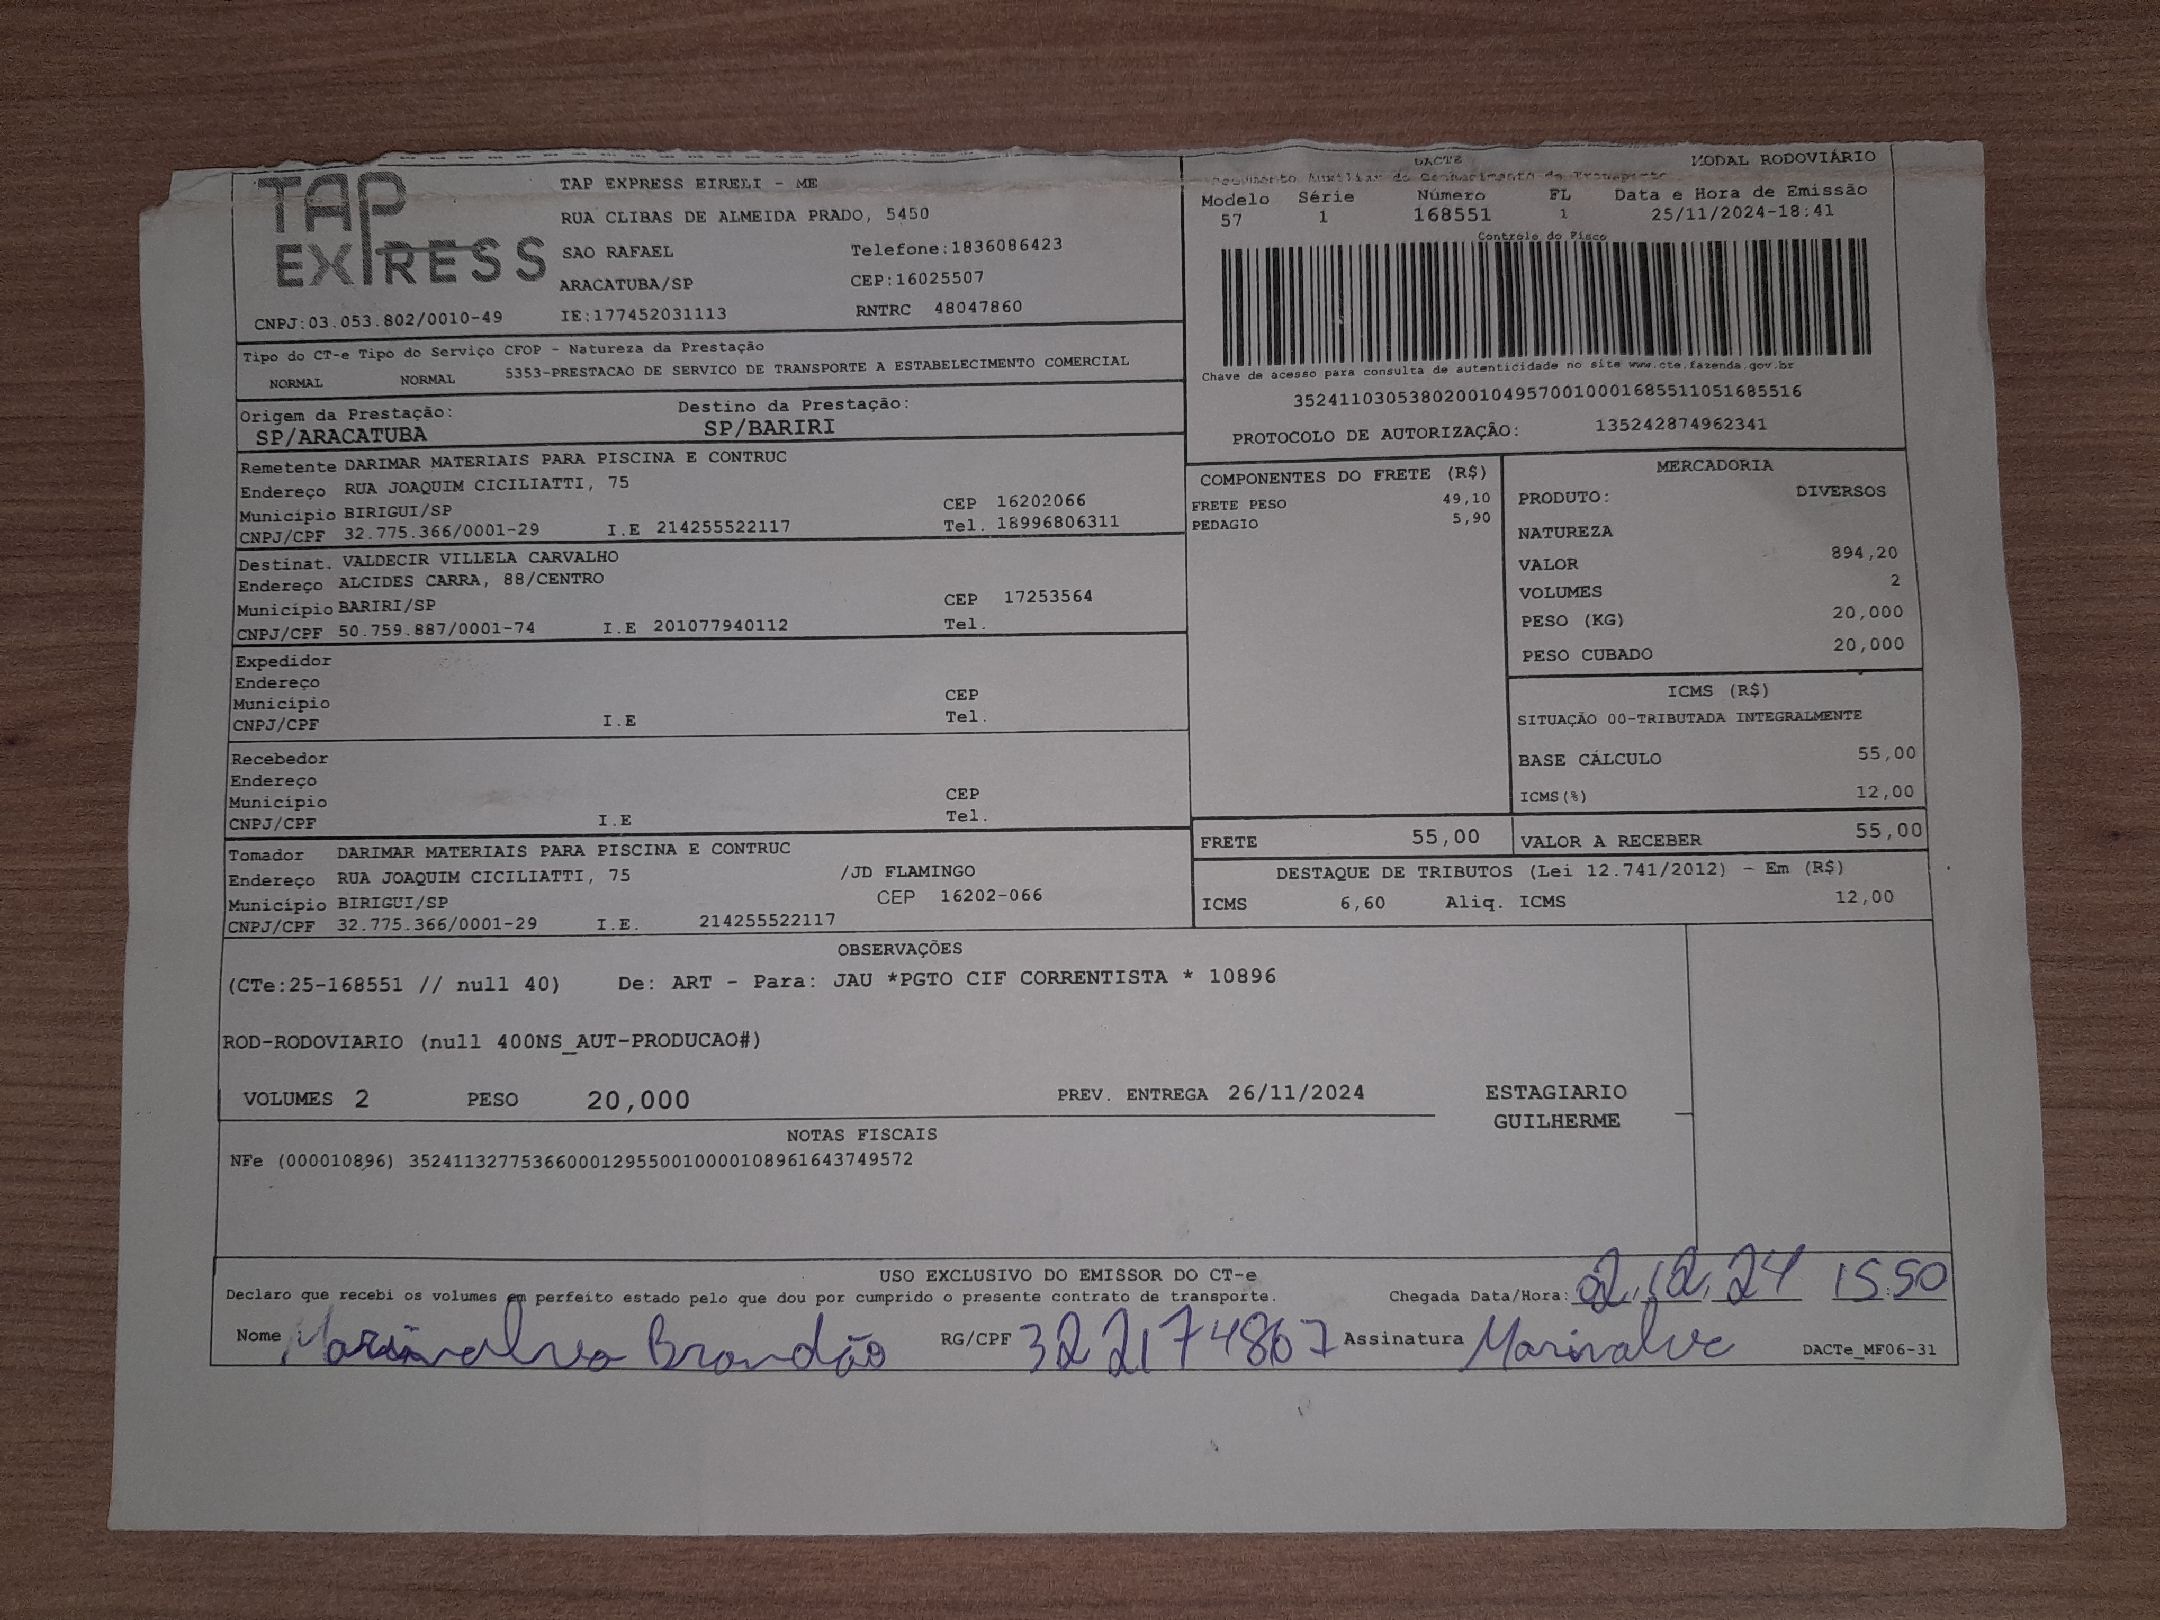 TAP
EXPRESS
TAP EXPRESS EIRELI - ME
RUA CLIBAS DE ALMEIDA PRADO, 5450
SAO RAFAEL Telefone:1836086423
ARACATUBA/SP CEP:16025507
CNPJ:03.053.802/0010-49 IE:177452031113 RNTRC 48047860
DACTE MODAL RODOVIÁRIO
Documento Auxiliar do Conhecimento de Transporte
Modelo Série Número FL Data e Hora de Emissão
57 1 168551 1 25/11/2024-18:41
Controle do Fisco
Chave de acesso para consulta de autenticidade no site www.cte.fazenda.gov.br
35241103053802001049570010001685511051685516
PROTOCOLO DE AUTORIZAÇÃO: 135242874962341
Tipo do CT-e Tipo do Serviço CFOP - Natureza da Prestação
NORMAL NORMAL 5353-PRESTACAO DE SERVICO DE TRANSPORTE A ESTABELECIMENTO COMERCIAL
Origem da Prestação: Destino da Prestação:
SP/ARACATUBA SP/BARIRI
Remetente DARIMAR MATERIAIS PARA PISCINA E CONTRUC
Endereço RUA JOAQUIM CICILIATTI, 75
Município BIRIGUI/SP CEP 16202066
CNPJ/CPF 32.775.366/0001-29 I.E 214255522117 Tel. 18996806311
Destinat. VALDECIR VILLELA CARVALHO
Endereço ALCIDES CARRA, 88/CENTRO
Município BARIRI/SP CEP 17253564
CNPJ/CPF 50.759.887/0001-74 I.E 201077940112 Tel.
Expedidor
Endereço
Município CEP
CNPJ/CPF I.E Tel.
Recebedor
Endereço
Município CEP
CNPJ/CPF I.E Tel.
Tomador DARIMAR MATERIAIS PARA PISCINA E CONTRUC
Endereço RUA JOAQUIM CICILIATTI, 75 /JD FLAMINGO
Município BIRIGUI/SP CEP 16202-066
CNPJ/CPF 32.775.366/0001-29 I.E. 214255522117
COMPONENTES DO FRETE (R$)
FRETE PESO 49,10
PEDAGIO 5,90
MERCADORIA
PRODUTO: DIVERSOS
NATUREZA
VALOR 894,20
VOLUMES 2
PESO (KG) 20,000
PESO CUBADO 20,000
ICMS (R$)
SITUAÇÃO 00-TRIBUTADA INTEGRALMENTE
BASE CÁLCULO 55,00
ICMS(%) 12,00
FRETE 55,00 VALOR A RECEBER 55,00
DESTAQUE DE TRIBUTOS (Lei 12.741/2012) - Em (R$)
ICMS 6,60 Aliq. ICMS 12,00
OBSERVAÇÕES
(CTe:25-168551 // null 40) De: ART - Para: JAU *PGTO CIF CORRENTISTA * 10896
ROD-RODOVIARIO (null 400NS_AUT-PRODUCAO#)
VOLUMES 2 PESO 20,000 PREV. ENTREGA 26/11/2024 ESTAGIARIO
GUILHERME
NOTAS FISCAIS
NFe (000010896) 35241132775366000129550010000108961643749572
USO EXCLUSIVO DO EMISSOR DO CT-e
Declaro que recebi os volumes em perfeito estado pelo que dou por cumprido o presente contrato de transporte. Chegada Data/Hora: 02.12.24 15:50
Nome Marinalva Brandão RG/CPF 322174867 Assinatura Marinalva DACTe_MF06-31